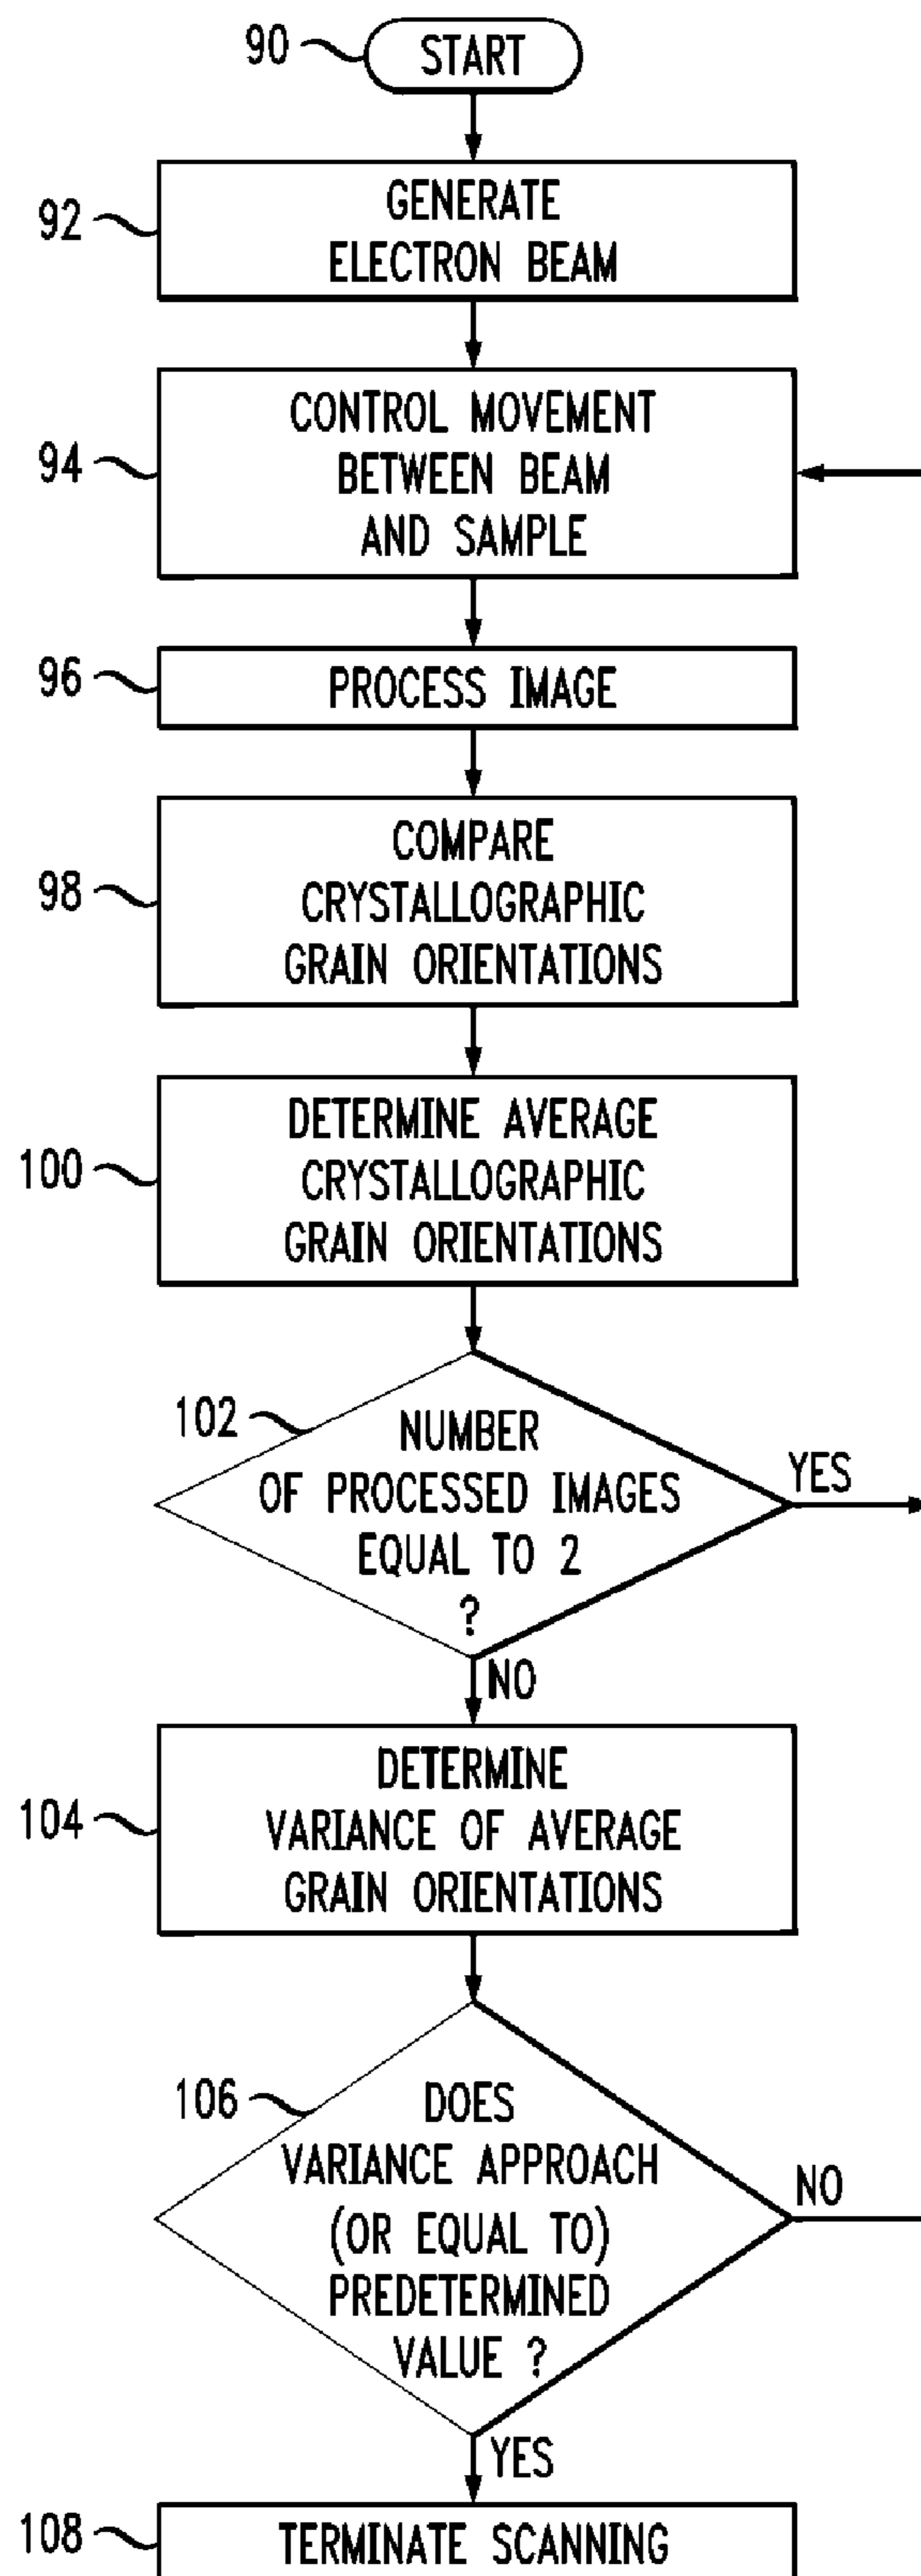 90
START
92
GENERATE
ELECTRON BEAM
94
CONTROL MOVEMENT
BETWEEN BEAM
AND SAMPLE
96
PROCESS IMAGE
98
COMPARE
CRYSTALLOGRAPHIC
GRAIN ORIENTATIONS
100
DETERMINE AVERAGE
CRYSTALLOGRAPHIC
GRAIN ORIENTATIONS
102
NUMBER
OF PROCESSED IMAGES
EQUAL TO 2
?
YES
NO
104
DETERMINE
VARIANCE OF AVERAGE
GRAIN ORIENTATIONS
106
DOES
VARIANCE APPROACH
(OR EQUAL TO)
PREDETERMINED
VALUE ?
NO
YES
108
TERMINATE SCANNING